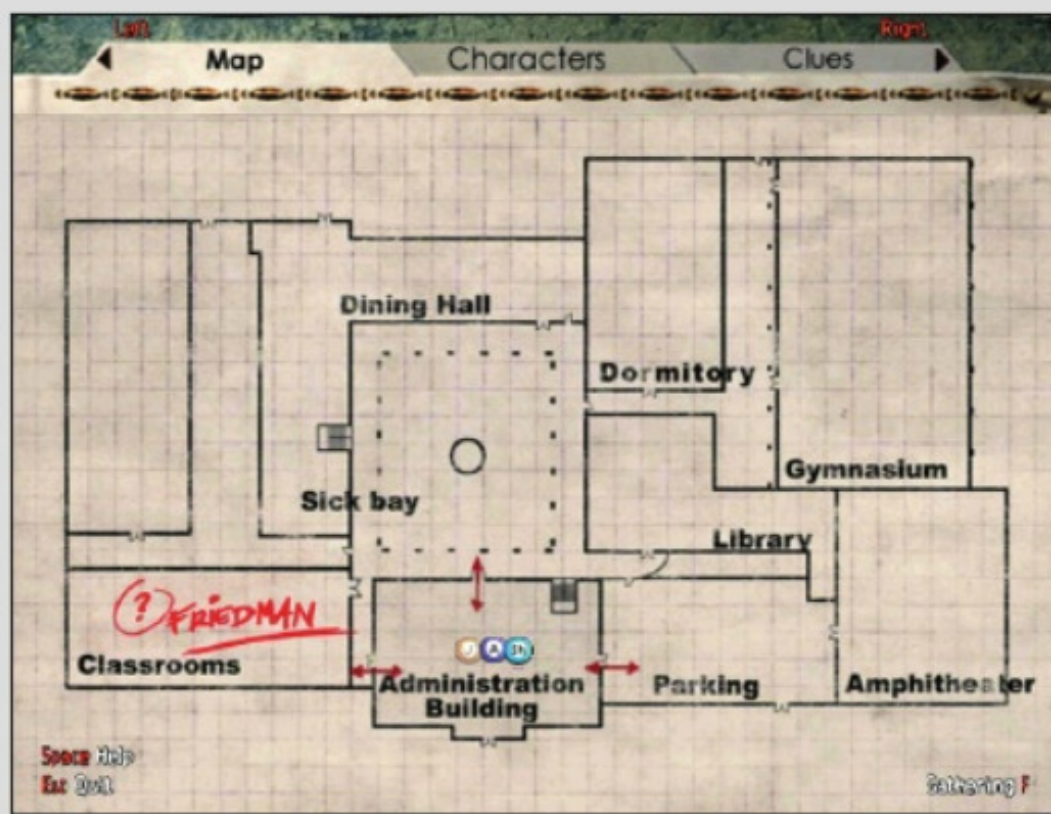 Left Right
Map Characters Clues
Dining Hall
Dormitory
Gymnasium
Sick bay
Library
? FRIEDMAN
Classrooms
J A Sh
Administration
Building
Parking
Amphitheater
Space Help
Esc Quit
Gathering F